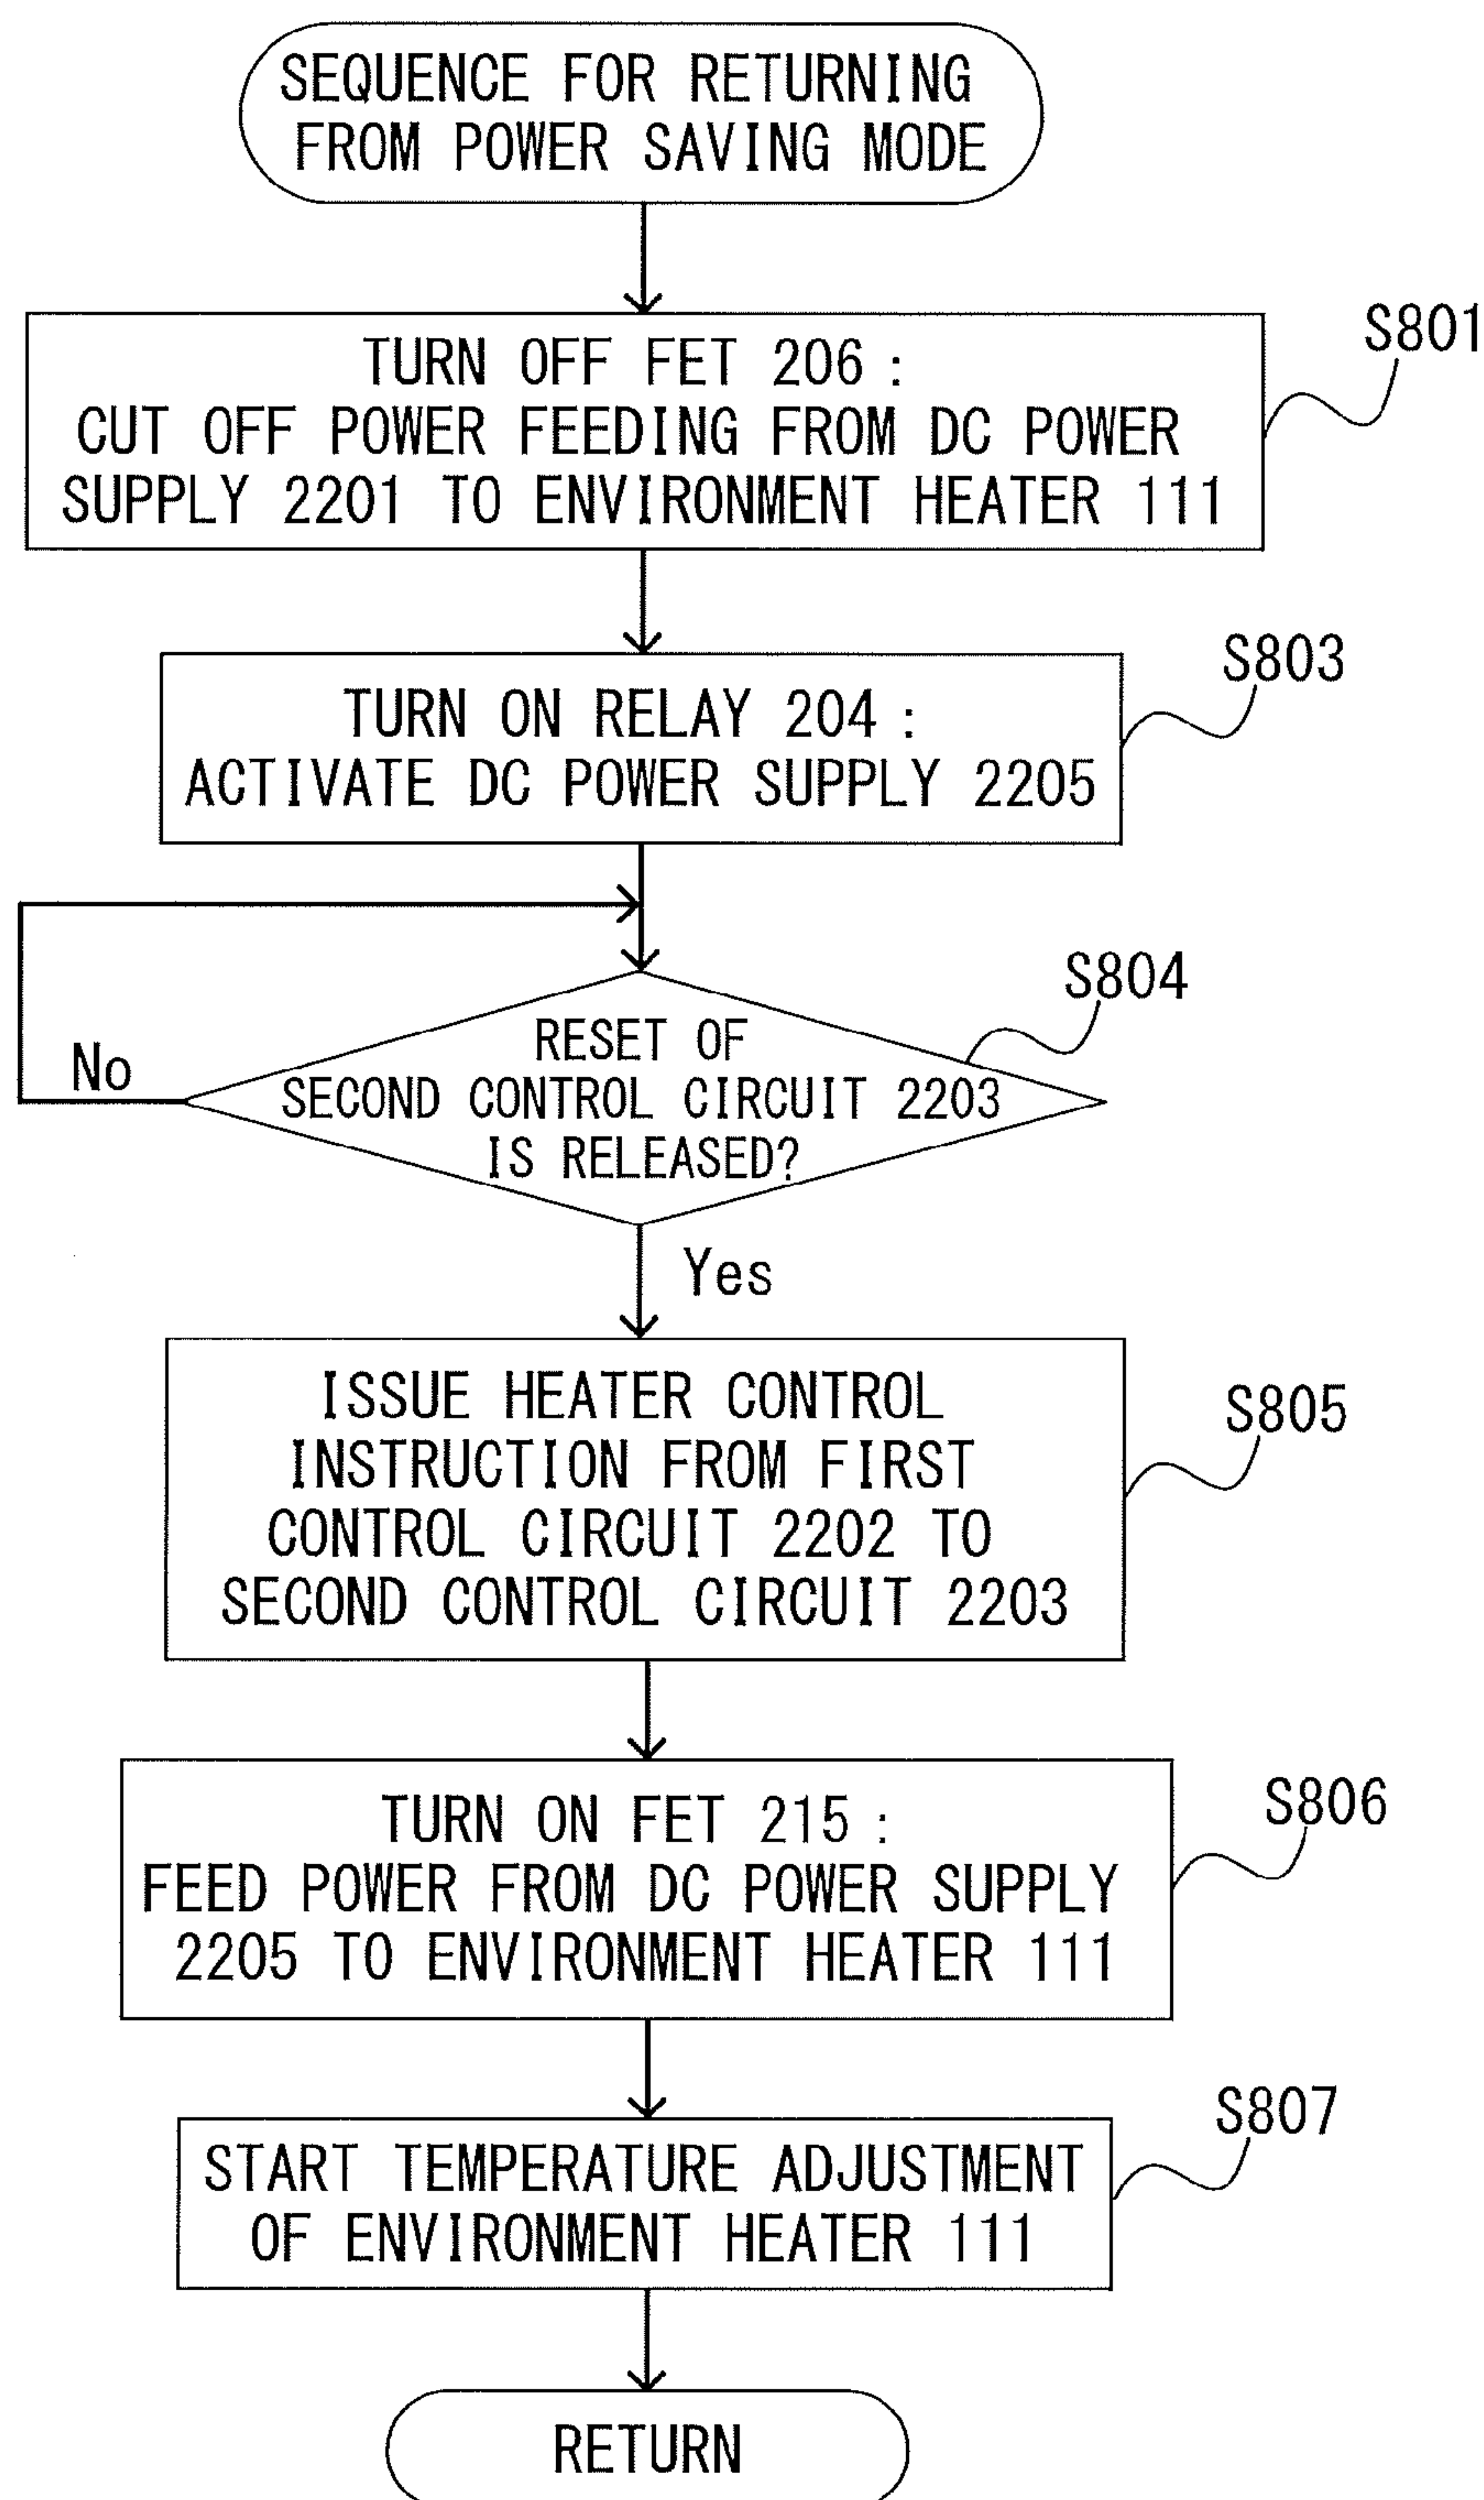 SEQUENCE FOR RETURNING
FROM POWER SAVING MODE
S801
TURN OFF FET 206 :
CUT OFF POWER FEEDING FROM DC POWER
SUPPLY 2201 TO ENVIRONMENT HEATER 111
S803
TURN ON RELAY 204 :
ACTIVATE DC POWER SUPPLY 2205
S804
RESET OF
SECOND CONTROL CIRCUIT 2203
IS RELEASED?
No
Yes
S805
ISSUE HEATER CONTROL
INSTRUCTION FROM FIRST
CONTROL CIRCUIT 2202 TO
SECOND CONTROL CIRCUIT 2203
S806
TURN ON FET 215 :
FEED POWER FROM DC POWER SUPPLY
2205 TO ENVIRONMENT HEATER 111
S807
START TEMPERATURE ADJUSTMENT
OF ENVIRONMENT HEATER 111
RETURN